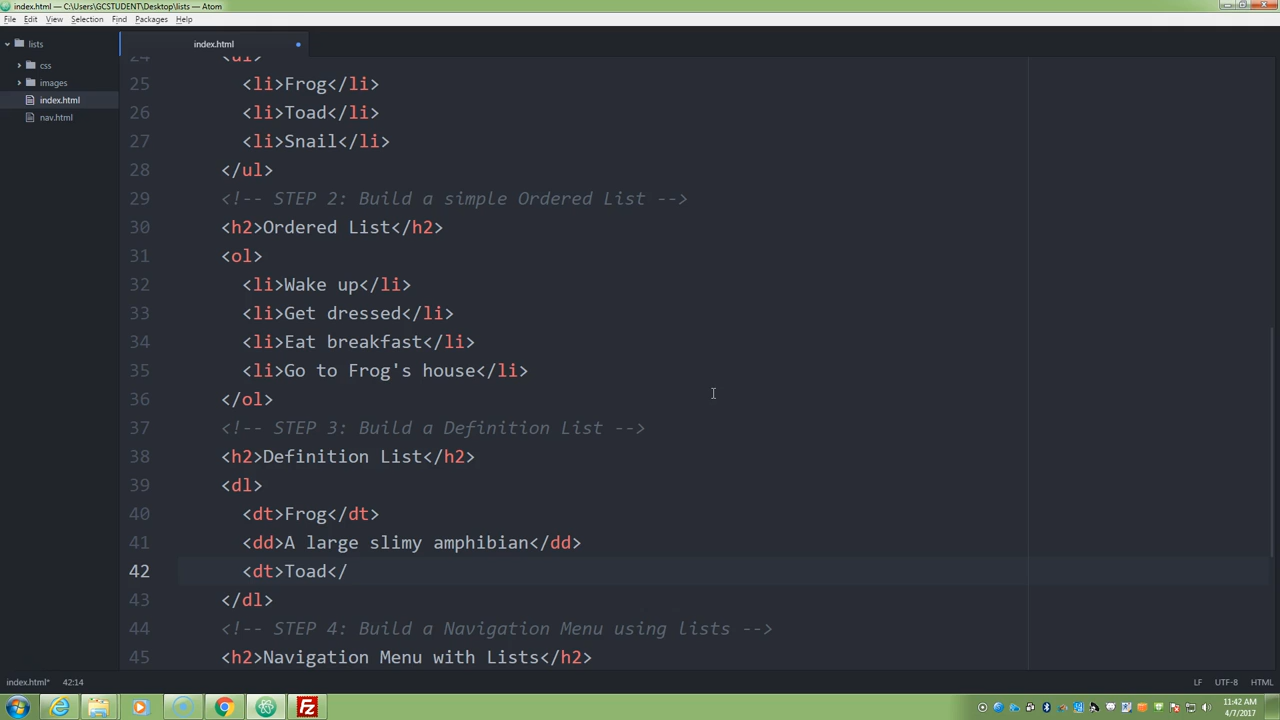 index.html — C:\Users\GCSTUDENT\Desktop\lists — Atom
File Edit View Selection Find Packages Help
lists
css
images
index.html
nav.html
index.html
24 <ul>
25 <li>Frog</li>
26 <li>Toad</li>
27 <li>Snail</li>
28 </ul>
29 <!-- STEP 2: Build a simple Ordered List -->
30 <h2>Ordered List</h2>
31 <ol>
32 <li>Wake up</li>
33 <li>Get dressed</li>
34 <li>Eat breakfast</li>
35 <li>Go to Frog's house</li>
36 </ol>
37 <!-- STEP 3: Build a Definition List -->
38 <h2>Definition List</h2>
39 <dl>
40 <dt>Frog</dt>
41 <dd>A large slimy amphibian</dd>
42 <dt>Toad</
43 </dl>
44 <!-- STEP 4: Build a Navigation Menu using lists -->
45 <h2>Navigation Menu with Lists</h2>
index.html* 42:14 LF UTF-8 HTML
Fz
11:42 AM
4/7/2017